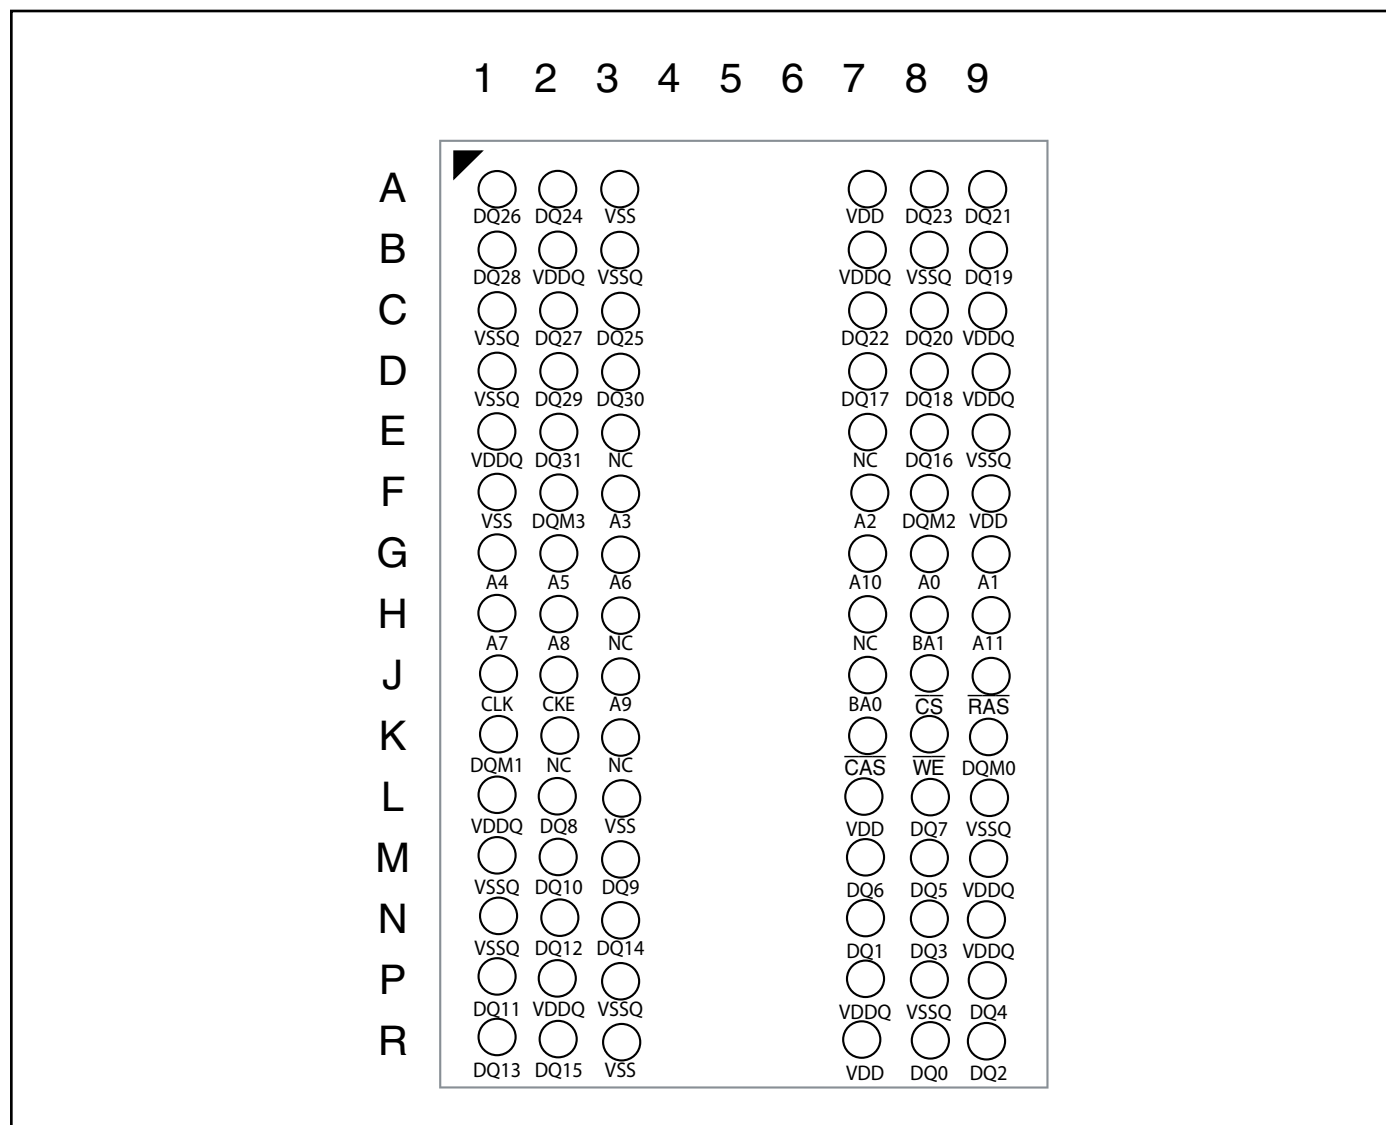 1 2 3 4 5 6 7 8 9
A
DQ26 DQ24 VSS VDD DQ23 DQ21
B
DQ28 VDDQ VSSQ VDDQ VSSQ DQ19
C
VSSQ DQ27 DQ25 DQ22 DQ20 VDDQ
D
VSSQ DQ29 DQ30 DQ17 DQ18 VDDQ
E
VDDQ DQ31 NC NC DQ16 VSSQ
F
VSS DQM3 A3 A2 DQM2 VDD
G
A4 A5 A6 A10 A0 A1
H
A7 A8 NC NC BA1 A11
J
CLK CKE A9 BA0 C̅S̅ R̅A̅S̅
K
DQM1 NC NC C̅A̅S̅ W̅E̅ DQM0
L
VDDQ DQ8 VSS VDD DQ7 VSSQ
M
VSSQ DQ10 DQ9 DQ6 DQ5 VDDQ
N
VSSQ DQ12 DQ14 DQ1 DQ3 VDDQ
P
DQ11 VDDQ VSSQ VDDQ VSSQ DQ4
R
DQ13 DQ15 VSS VDD DQ0 DQ2